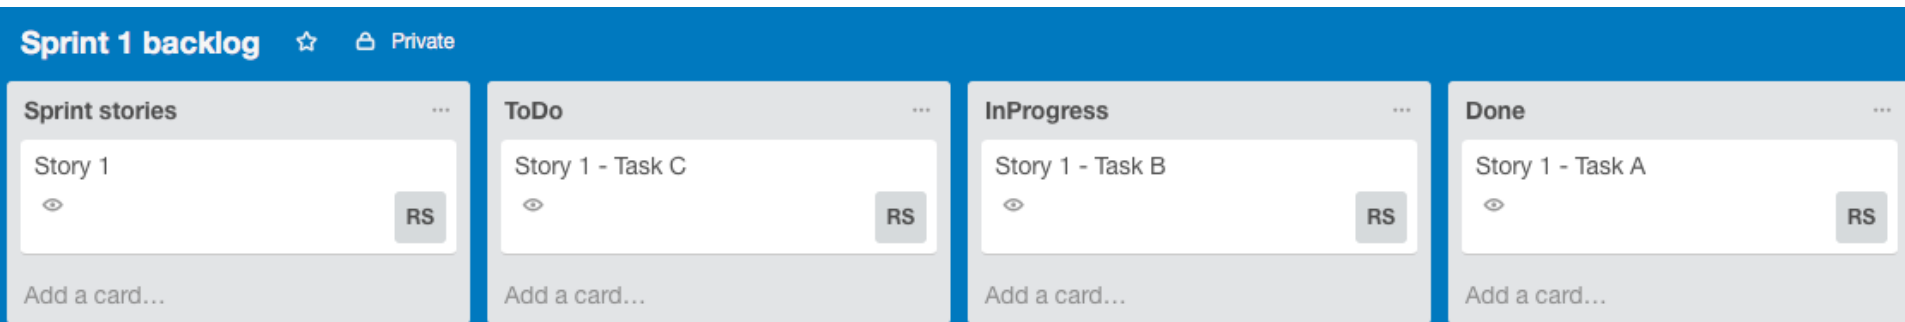 Sprint 1 backlog Private
Sprint stories
Story 1
RS
Add a card...
ToDo
Story 1 - Task C
RS
Add a card...
InProgress
Story 1 - Task B
RS
Add a card...
Done
Story 1 - Task A
RS
Add a card...